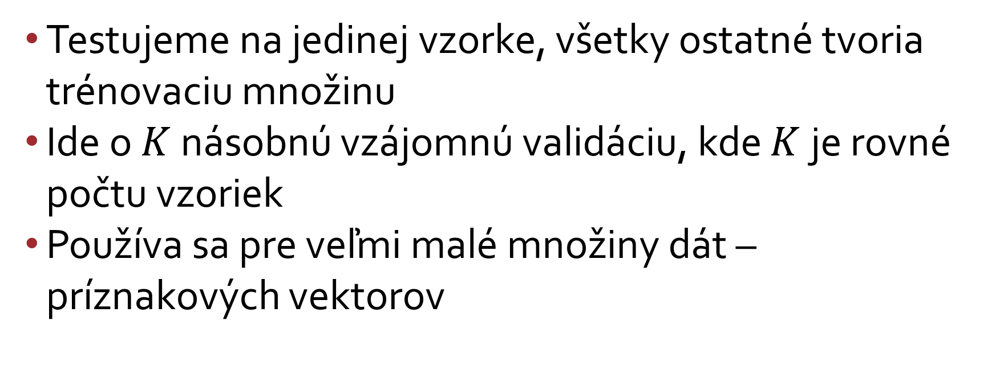 • Testujeme na jedinej vzorke, všetky ostatné tvoria
trénovaciu množinu
• Ide o K násobnú vzájomnú validáciu, kde K je rovné
počtu vzoriek
• Používa sa pre veľmi malé množiny dát –
príznakových vektorov